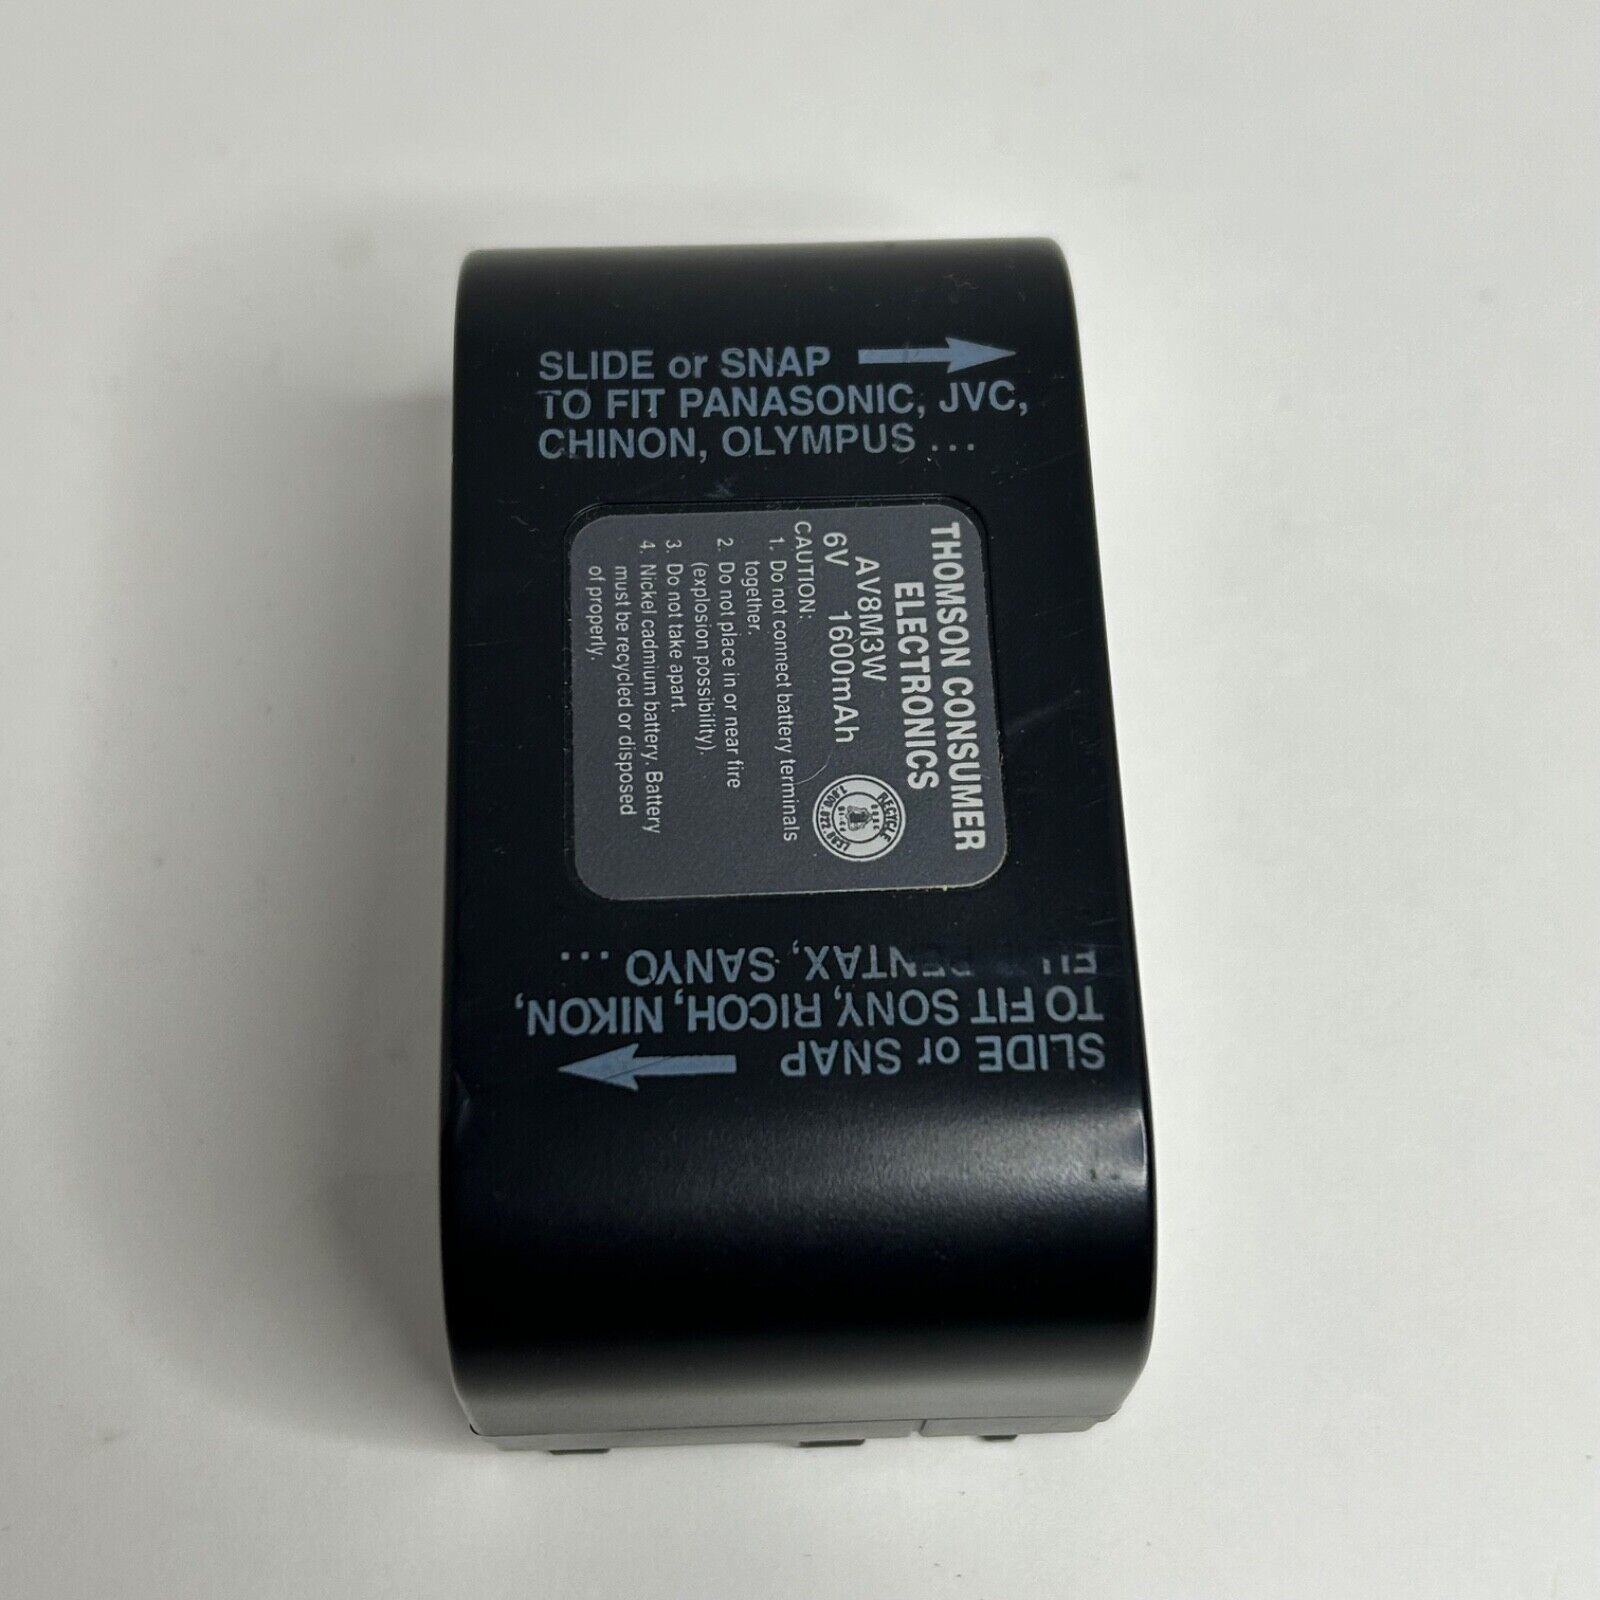 SLIDE or SNAP
TO FIT PANASONIC, JVC,
CHINON, OLYMPUS ...
THOMSON CONSUMER
ELECTRONICS
AV8M3W
6V 1600mAh
CAUTION:
1. Do not connect battery terminals
together.
2. Do not place in or near fire
(explosion possibility).
3. Do not take apart.
4. Nickel cadmium battery. Battery
must be recycled or disposed
of properly.
RECYCLE
SLIDE or SNAP
TO FIT SONY, RICOH, NIKON,
PENTAX, SANYO ...